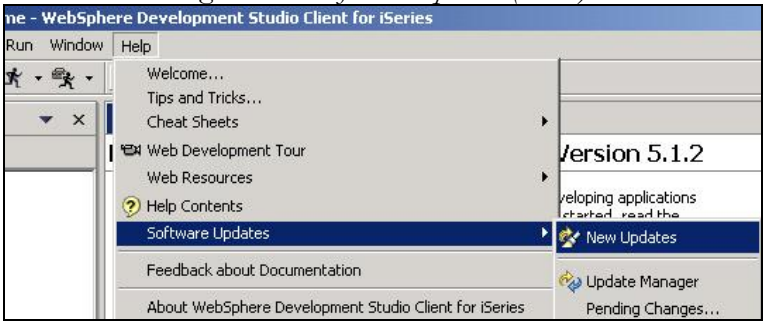 me - WebSphere Development Studio Client for iSeries
Run Window Help
Welcome...
Tips and Tricks...
Cheat Sheets
Web Development Tour
Version 5.1.2
Web Resources
veloping applications
Help Contents
started, read the
Software Updates
New Updates
Feedback about Documentation
Update Manager
About WebSphere Development Studio Client for iSeries
Pending Changes...